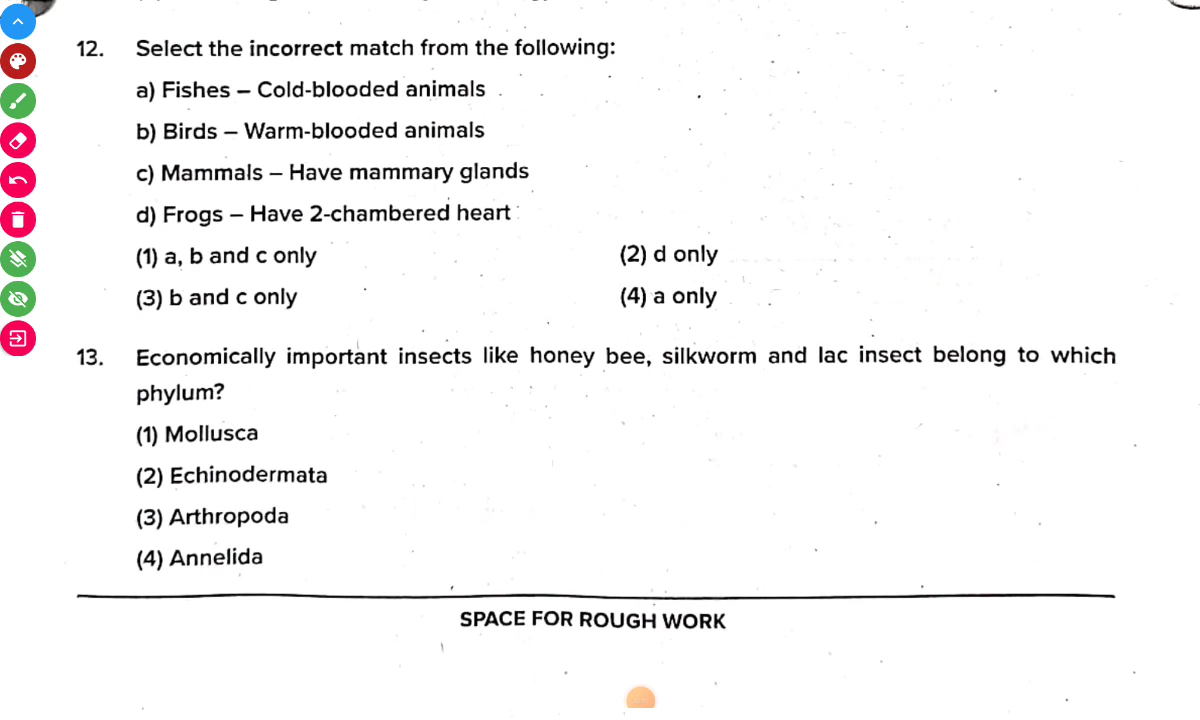 12. Select the incorrect match from the following:
a) Fishes – Cold-blooded animals
b) Birds – Warm-blooded animals
c) Mammals – Have mammary glands
d) Frogs – Have 2-chambered heart
(1) a, b and c only (2) d only
(3) b and c only (4) a only
13. Economically important insects like honey bee, silkworm and lac insect belong to which
phylum?
(1) Mollusca
(2) Echinodermata
(3) Arthropoda
(4) Annelida
SPACE FOR ROUGH WORK